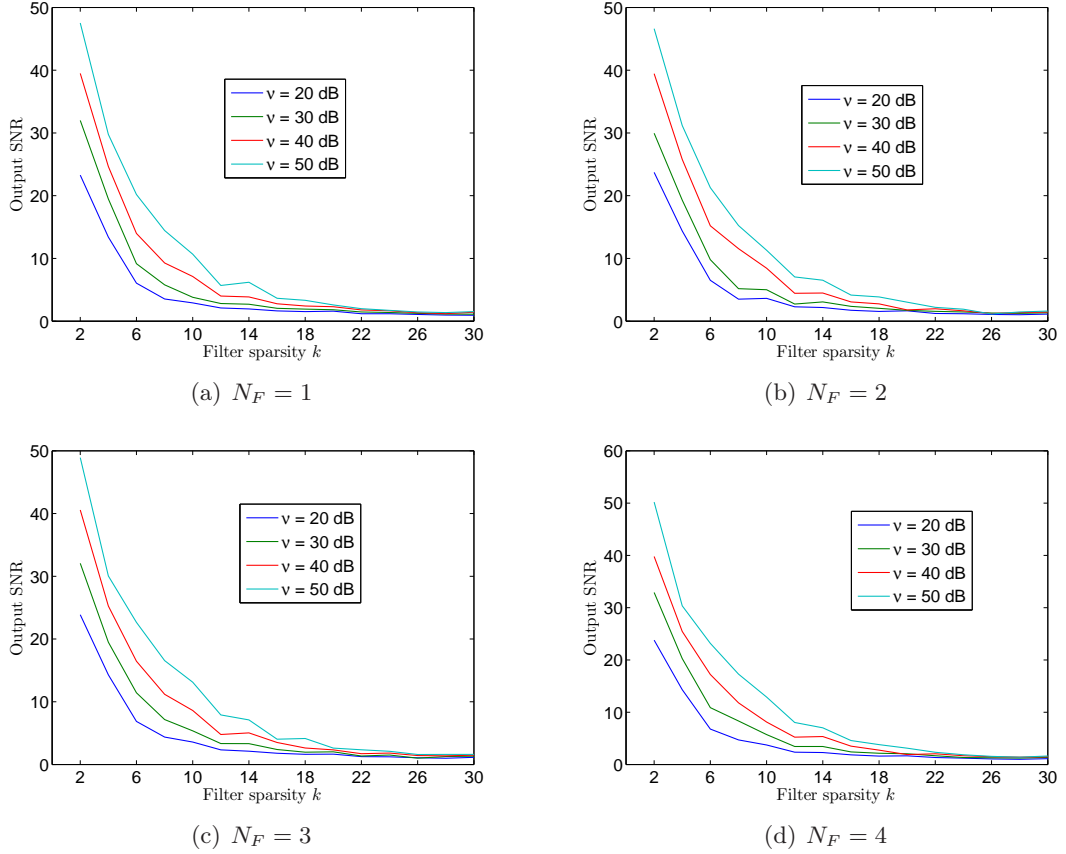 50
40
30
20
10
0
Output SNR
ν = 20 dB
ν = 30 dB
ν = 40 dB
ν = 50 dB
2 6 10 14 18 22 26 30
Filter sparsity k
(a) N_F = 1
50
40
30
20
10
0
Output SNR
ν = 20 dB
ν = 30 dB
ν = 40 dB
ν = 50 dB
2 6 10 14 18 22 26 30
Filter sparsity k
(b) N_F = 2
50
40
30
20
10
0
Output SNR
ν = 20 dB
ν = 30 dB
ν = 40 dB
ν = 50 dB
2 6 10 14 18 22 26 30
Filter sparsity k
(c) N_F = 3
60
50
40
30
20
10
0
Output SNR
ν = 20 dB
ν = 30 dB
ν = 40 dB
ν = 50 dB
2 6 10 14 18 22 26 30
Filter sparsity k
(d) N_F = 4